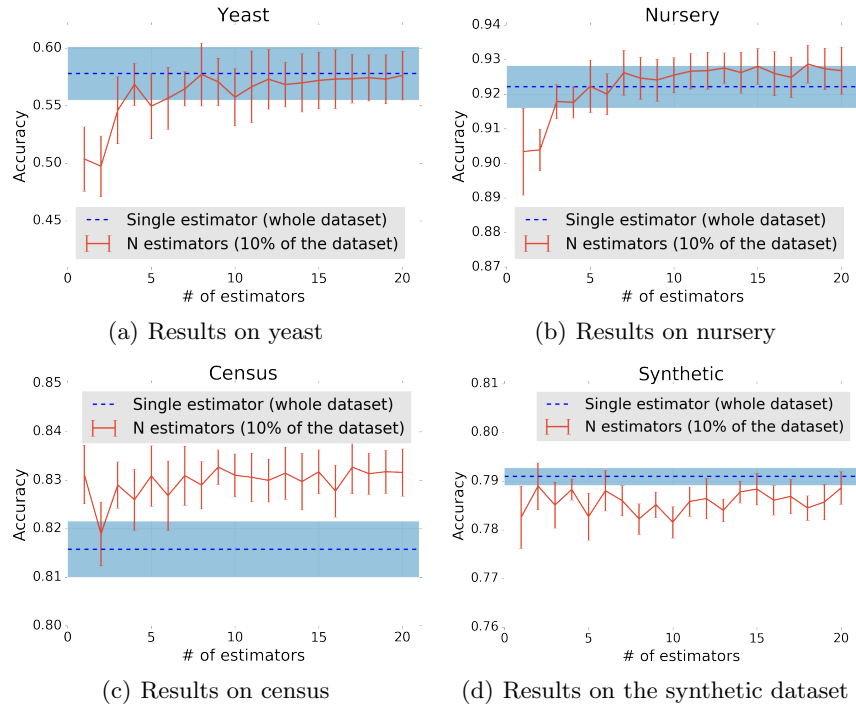 Yeast
0.60
0.55
0.50
0.45
Accuracy
Single estimator (whole dataset)
N estimators (10% of the dataset)
0 5 10 15 20
# of estimators
(a) Results on yeast
Nursery
0.94
0.93
0.92
0.91
0.90
0.89
0.88
0.87
Accuracy
Single estimator (whole dataset)
N estimators (10% of the dataset)
0 5 10 15 20
# of estimators
(b) Results on nursery
Census
0.85
0.84
0.83
0.82
0.81
0.80
Accuracy
Single estimator (whole dataset)
N estimators (10% of the dataset)
0 5 10 15 20
# of estimators
(c) Results on census
Synthetic
0.81
0.80
0.79
0.78
0.77
0.76
Accuracy
Single estimator (whole dataset)
N estimators (10% of the dataset)
0 5 10 15 20
# of estimators
(d) Results on the synthetic dataset